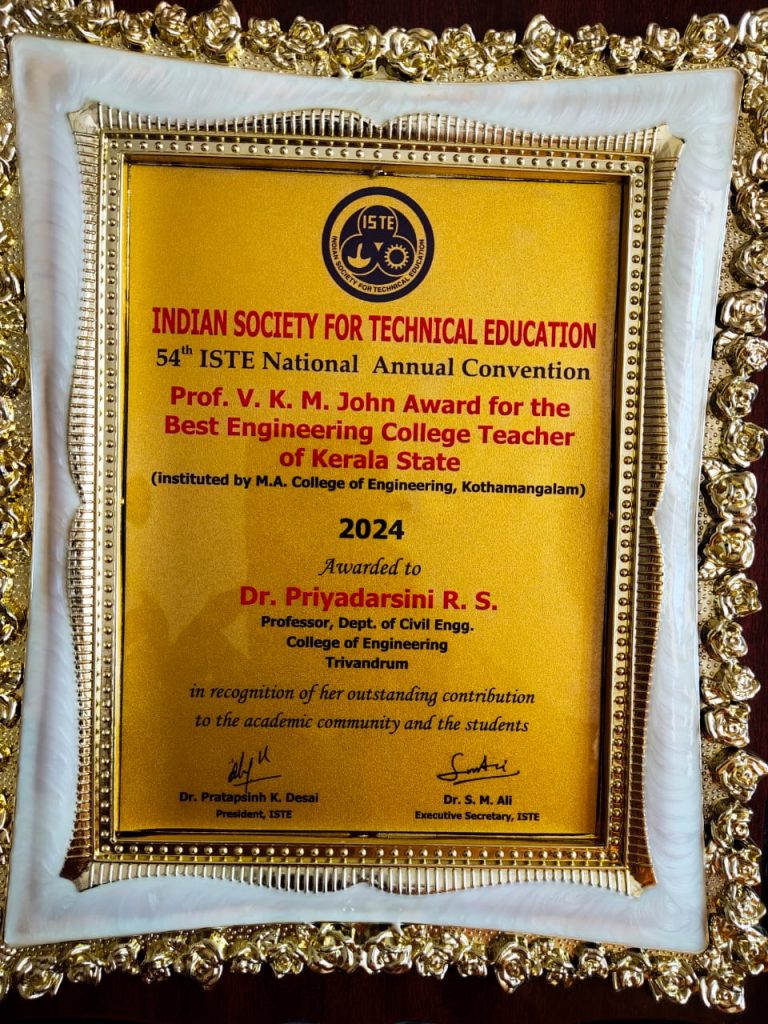 ISTE
INDIAN SOCIETY FOR TECHNICAL EDUCATION
INDIAN SOCIETY FOR TECHNICAL EDUCATION
54th ISTE National Annual Convention
Prof. V. K. M. John Award for the
Best Engineering College Teacher
of Kerala State
(instituted by M.A. College of Engineering, Kothamangalam)
2024
Awarded to
Dr. Priyadarsini R. S.
Professor, Dept. of Civil Engg.
College of Engineering
Trivandrum
in recognition of her outstanding contribution
to the academic community and the students
Dr. Pratapsinh K. Desai Dr. S. M. Ali
President, ISTE Executive Secretary, ISTE